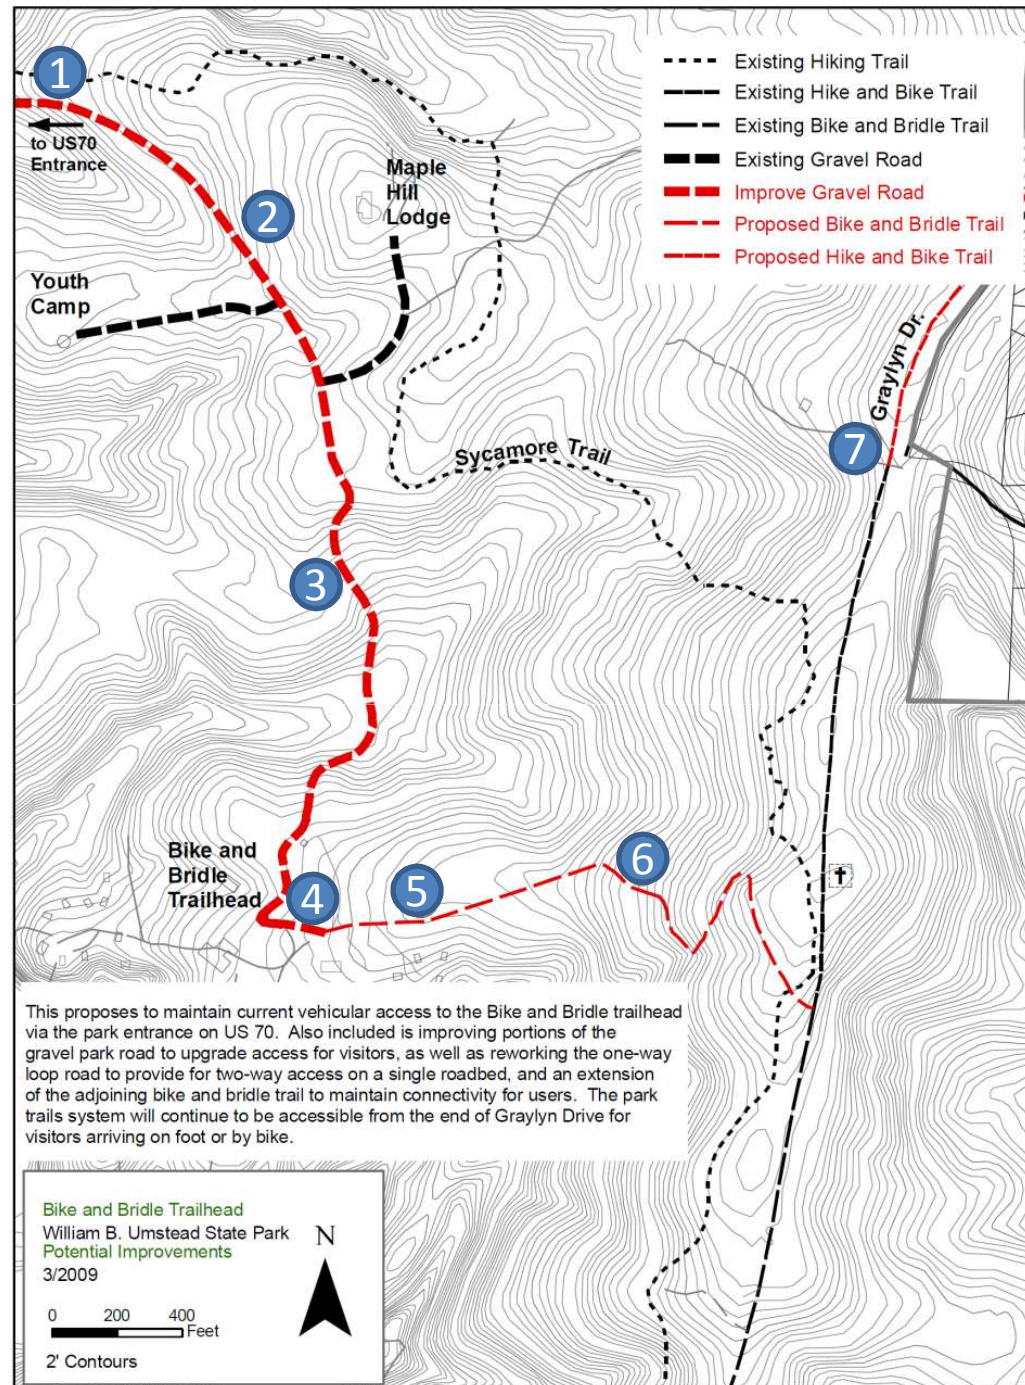 1
to US70
Entrance
2
Maple
Hill
Lodge
Youth
Camp
Existing Hiking Trail
Existing Hike and Bike Trail
Existing Bike and Bridle Trail
Existing Gravel Road
Improve Gravel Road
Proposed Bike and Bridle Trail
Proposed Hike and Bike Trail
Graylyn Dr.
7
Sycamore Trail
3
Bike and
Bridle
Trailhead
4
5
6
This proposes to maintain current vehicular access to the Bike and Bridle trailhead
via the park entrance on US 70. Also included is improving portions of the
gravel park road to upgrade access for visitors, as well as reworking the one-way
loop road to provide for two-way access on a single roadbed, and an extension
of the adjoining bike and bridle trail to maintain connectivity for users. The park
trails system will continue to be accessible from the end of Graylyn Drive for
visitors arriving on foot or by bike.
Bike and Bridle Trailhead
William B. Umstead State Park
Potential Improvements
3/2009
N
0 200 400
Feet
2' Contours